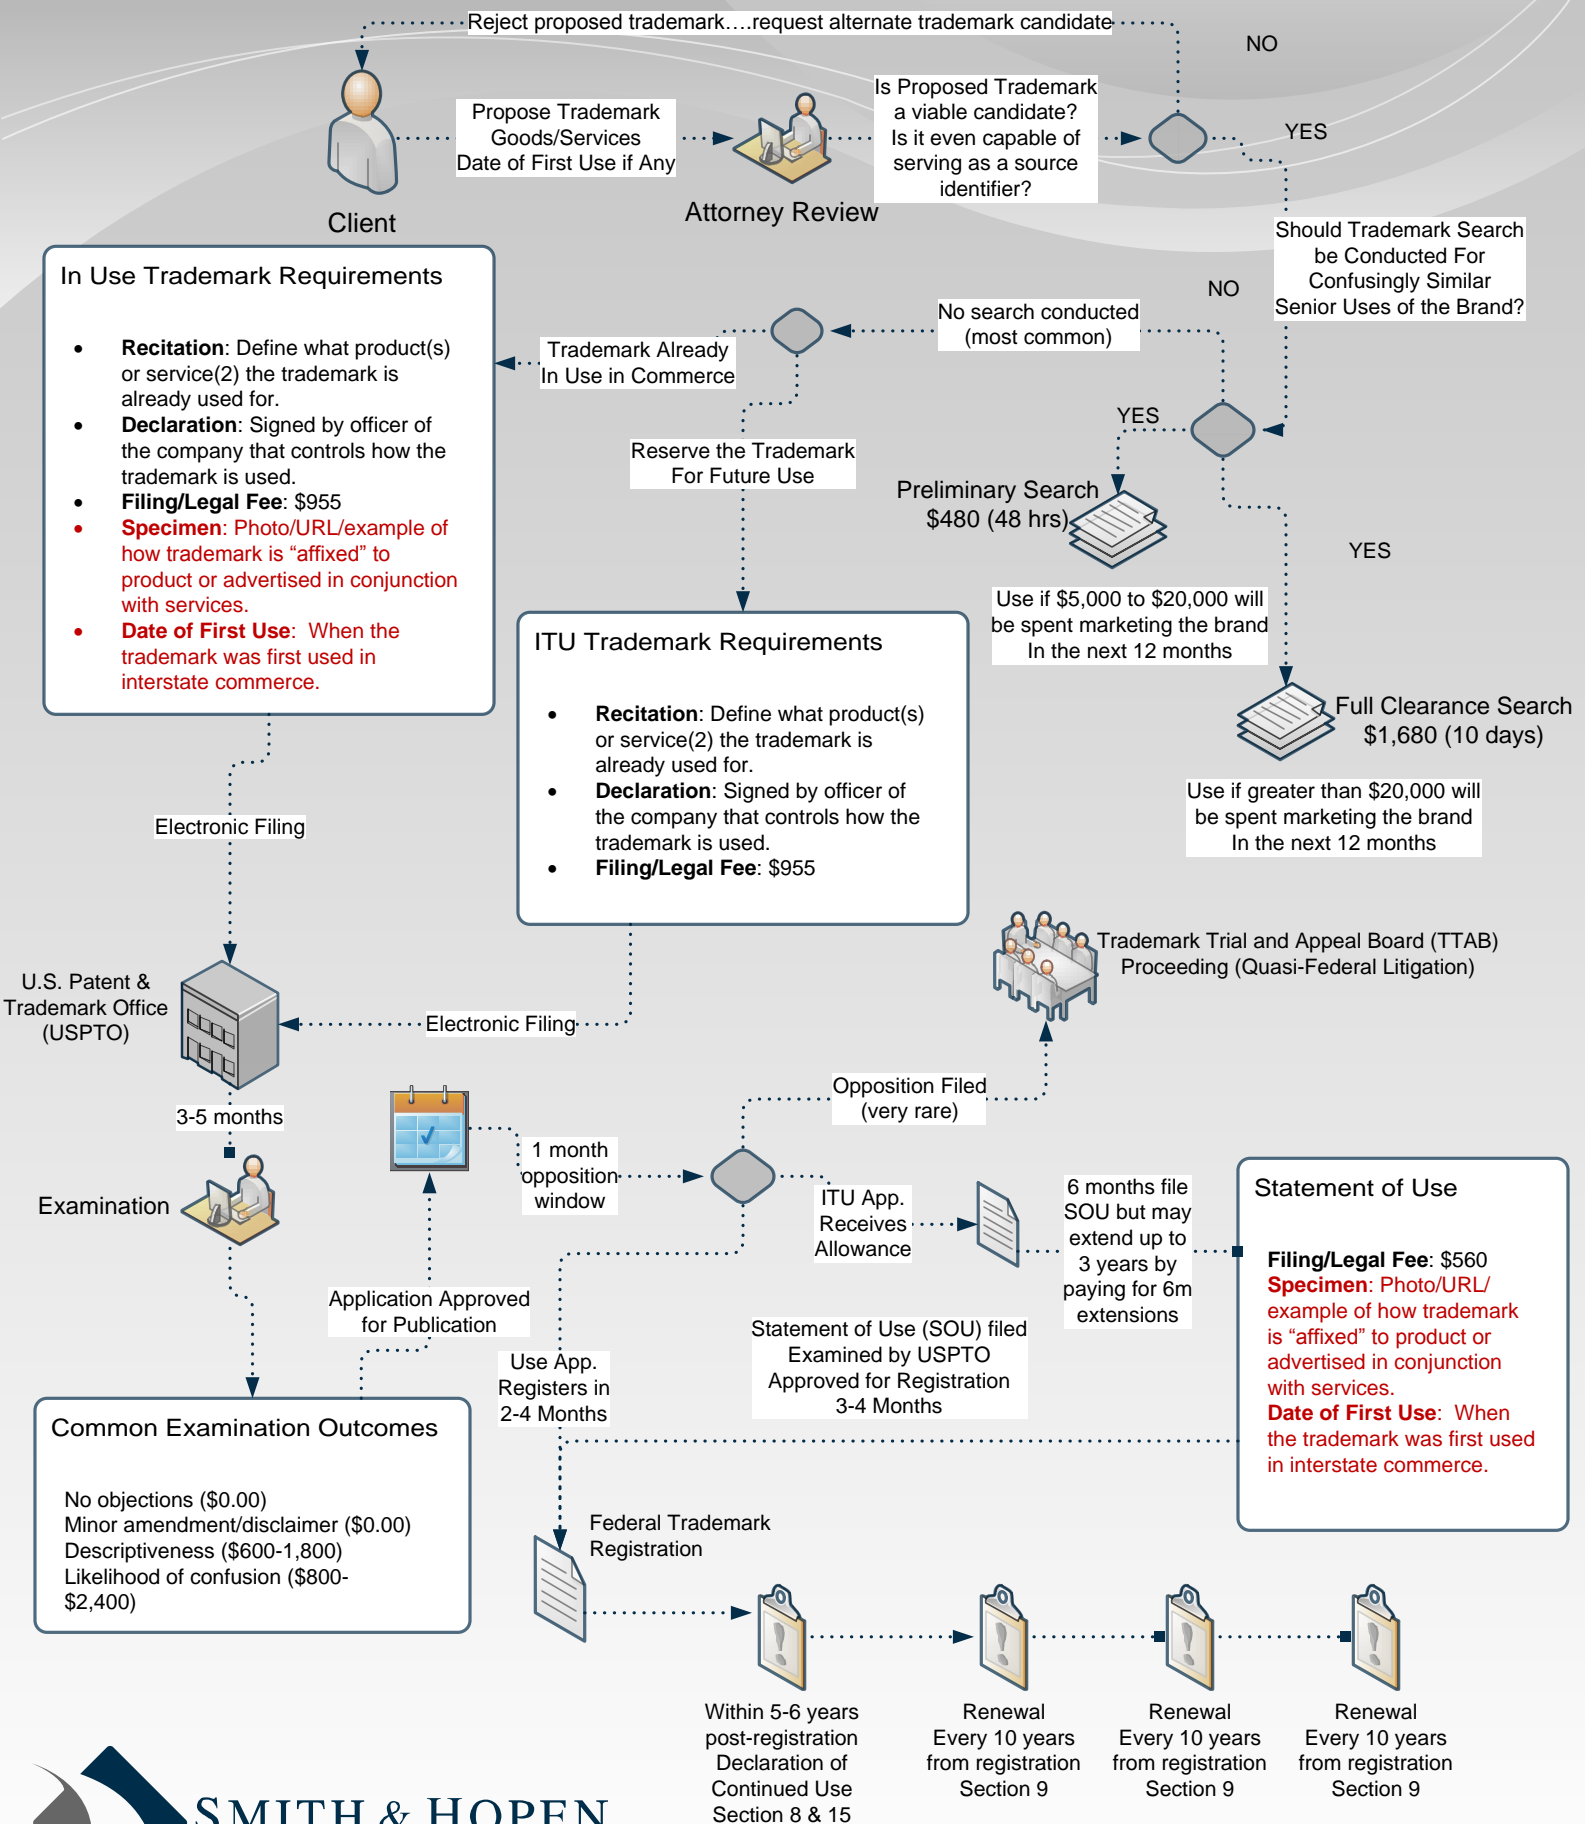 Reject proposed trademark….request alternate trademark candidate
NO
Propose Trademark
Goods/Services
Date of First Use if Any
Is Proposed Trademark
a viable candidate?
Is it even capable of
serving as a source
identifier?
YES
Client
Attorney Review
Should Trademark Search
be Conducted For
Confusingly Similar
Senior Uses of the Brand?
NO
No search conducted
(most common)
Trademark Already
In Use in Commerce
In Use Trademark Requirements
• Recitation: Define what product(s)
or service(2) the trademark is
already used for.
• Declaration: Signed by officer of
the company that controls how the
trademark is used.
• Filing/Legal Fee: $955
• Specimen: Photo/URL/example of
how trademark is “affixed” to
product or advertised in conjunction
with services.
• Date of First Use:  When the
trademark was first used in
interstate commerce.
Reserve the Trademark
For Future Use
YES
Preliminary Search
$480 (48 hrs)
YES
Use if $5,000 to $20,000 will
be spent marketing the brand
In the next 12 months
Full Clearance Search
$1,680 (10 days)
Use if greater than $20,000 will
be spent marketing the brand
In the next 12 months
ITU Trademark Requirements
• Recitation: Define what product(s)
or service(2) the trademark is
already used for.
• Declaration: Signed by officer of
the company that controls how the
trademark is used.
• Filing/Legal Fee: $955
Electronic Filing
U.S. Patent &
Trademark Office
(USPTO)
Electronic Filing
Trademark Trial and Appeal Board (TTAB)
Proceeding (Quasi-Federal Litigation)
3-5 months
Examination
Opposition Filed
(very rare)
1 month
opposition
window
ITU App.
Receives
Allowance
6 months file
SOU but may
extend up to
3 years by
paying for 6m
extensions
Statement of Use
Filing/Legal Fee: $560
Specimen: Photo/URL/
example of how trademark
is “affixed” to product or
advertised in conjunction
with services.
Date of First Use:  When
the trademark was first used
in interstate commerce.
Application Approved
for Publication
Use App.
Registers in
2-4 Months
Statement of Use (SOU) filed
Examined by USPTO
Approved for Registration
3-4 Months
Common Examination Outcomes
No objections ($0.00)
Minor amendment/disclaimer ($0.00)
Descriptiveness ($600-1,800)
Likelihood of confusion ($800-
$2,400)
Federal Trademark
Registration
Within 5-6 years
post-registration
Declaration of
Continued Use
Section 8 & 15
Renewal
Every 10 years
from registration
Section 9
Renewal
Every 10 years
from registration
Section 9
Renewal
Every 10 years
from registration
Section 9
SMITH & HOPEN